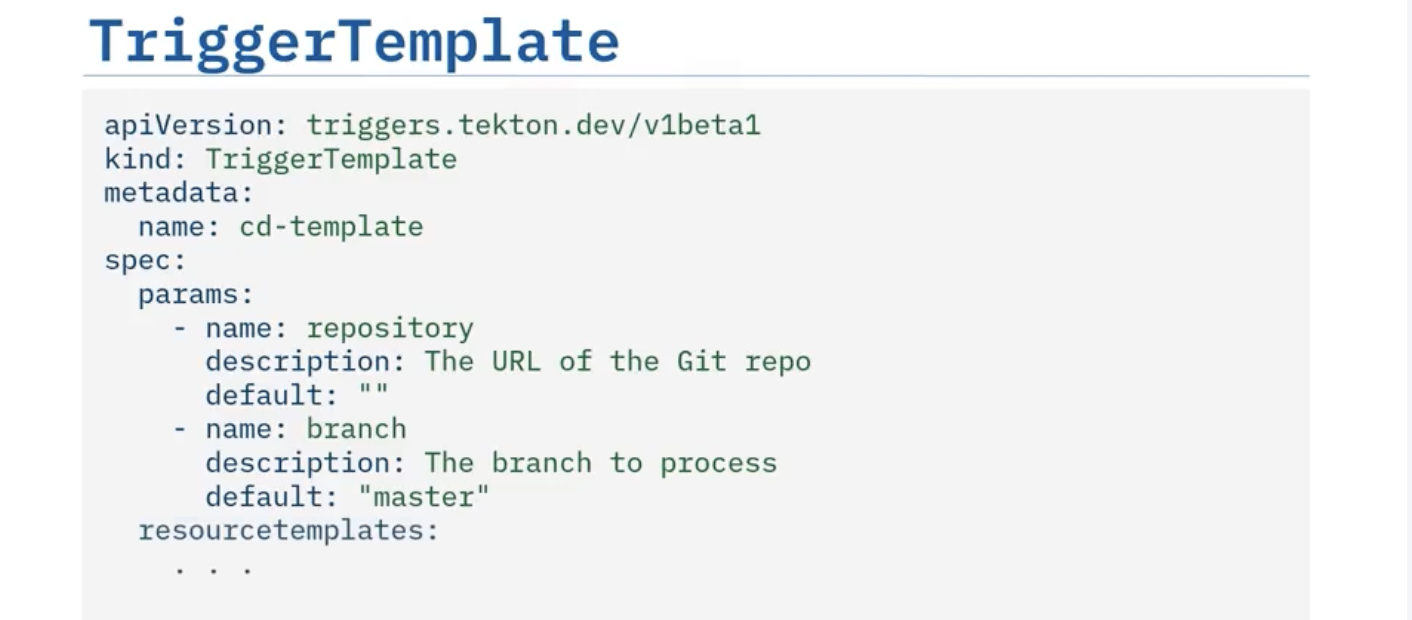 TriggerTemplate
apiVersion: triggers.tekton.dev/v1beta1
kind: TriggerTemplate
metadata:
  name: cd-template
spec:
  params:
    - name: repository
      description: The URL of the Git repo
      default: ""
    - name: branch
      description: The branch to process
      default: "master"
  resourcetemplates:
    . . .